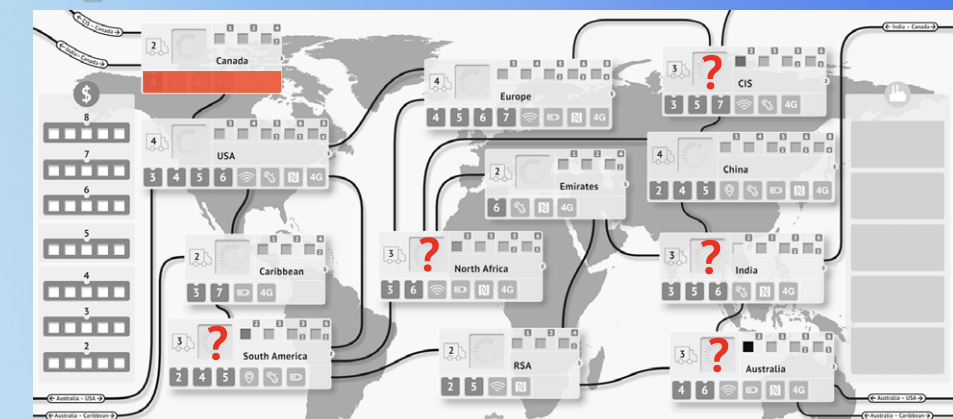 CIS - Canada
India - Canada
India - Canada
2
Canada
$
8
7
6
5
4
3
2
4
USA
3 4 5 6 4G
4
Europe
4 5 6 7 4G
3
?
CIS
3 5 7 4G
4
China
2 4 5 4G
2
Emirates
6 4G
2
Caribbean
3 7 4G
3
?
North Africa
3 6 4G
3
?
India
3 5 6 4G
3
?
South America
2 4 5
2
RSA
2 5
3
?
Australia
4 6 4G
Australia - USA
Australia - USA
Australia - Caribbean
Australia - Caribbean